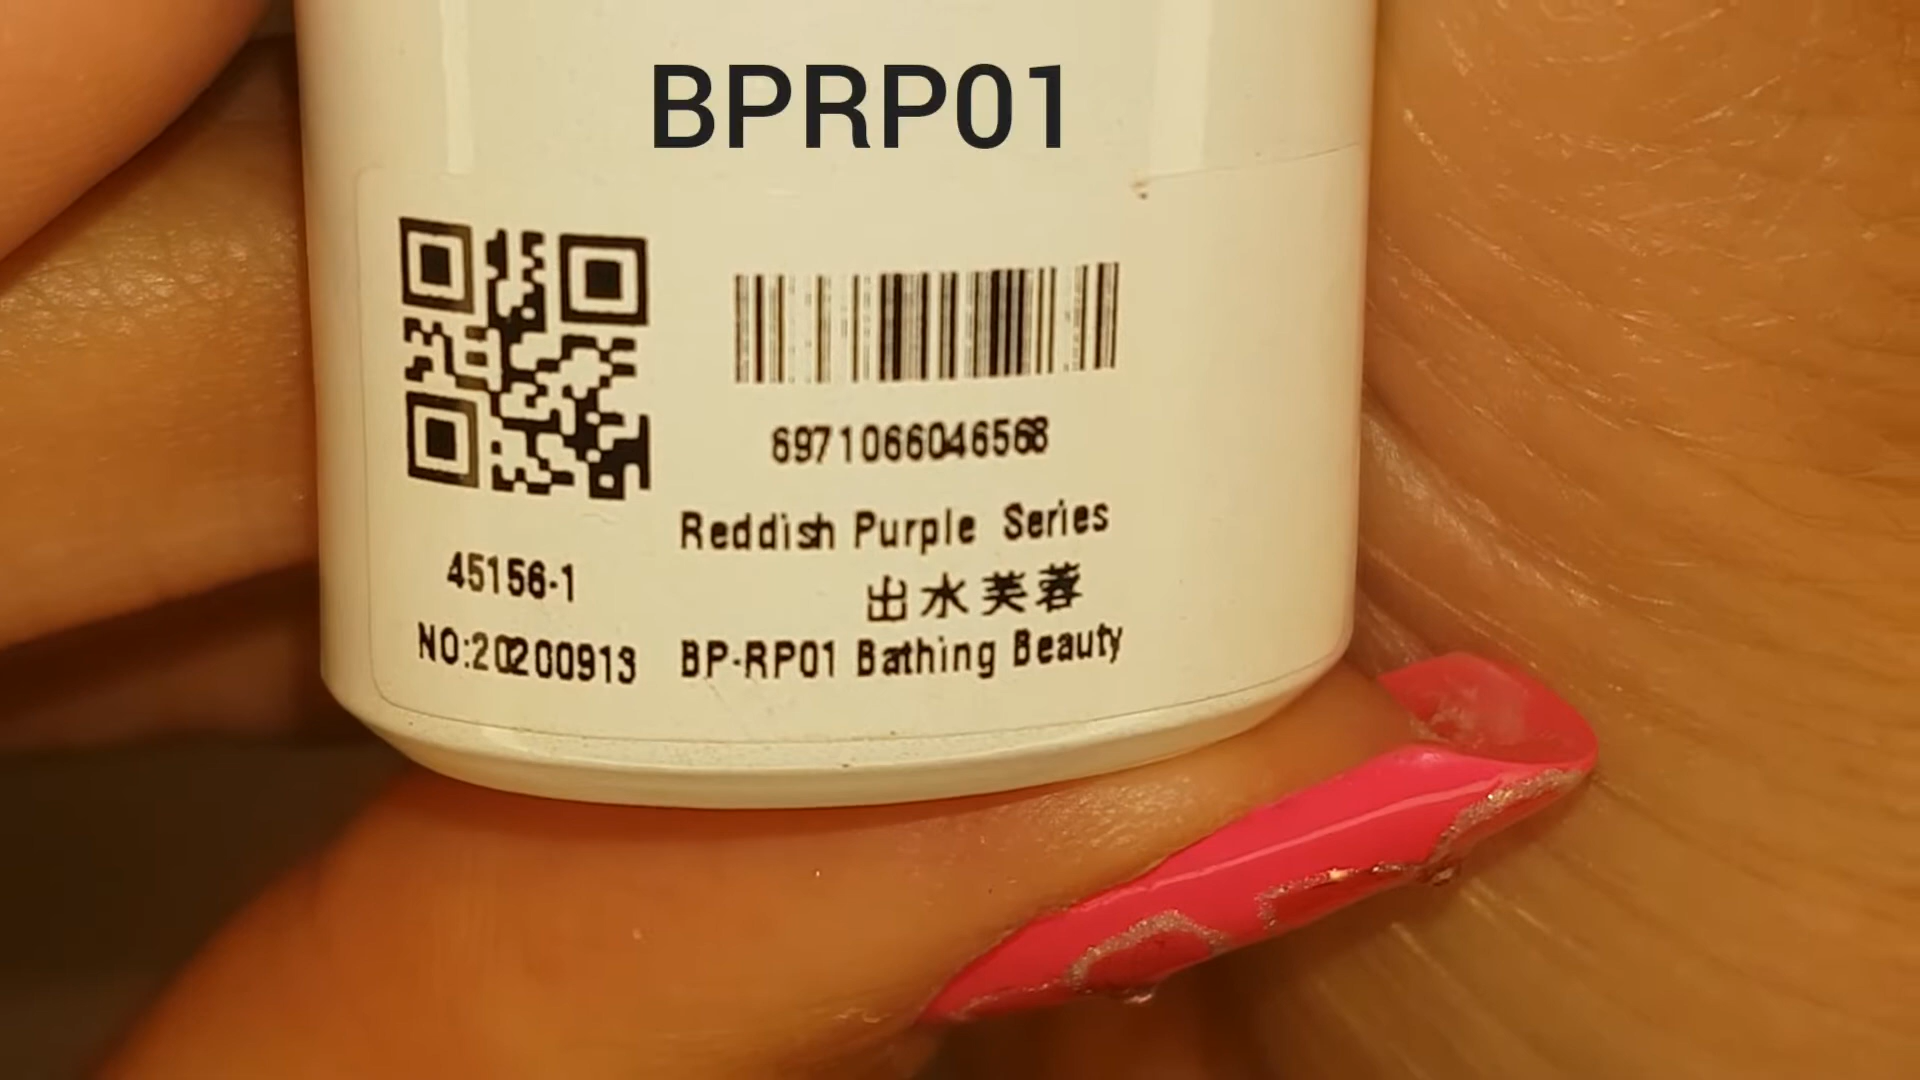 BPRP01
6971066046568
Reddish Purple Series
45156-1
出水芙蓉
NO:20200913
BP-RP01 Bathing Beauty